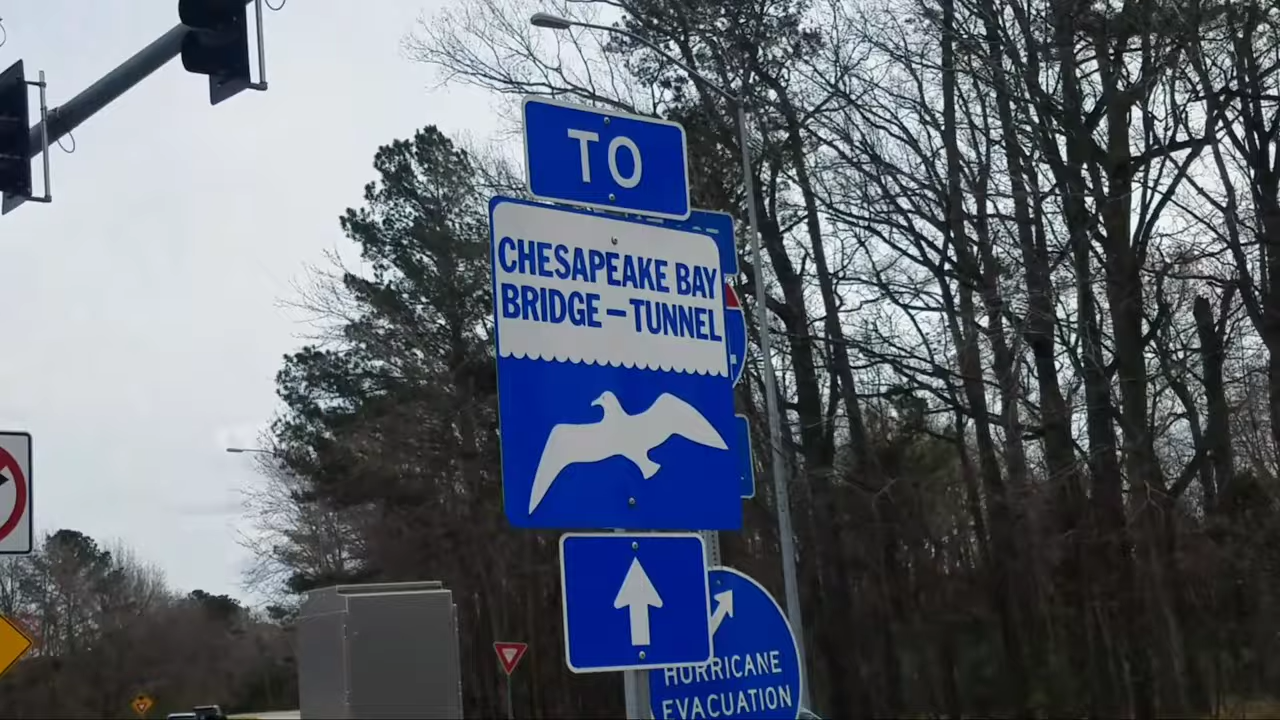 TO
CHESAPEAKE BAY
BRIDGE – TUNNEL
HURRICANE
EVACUATION